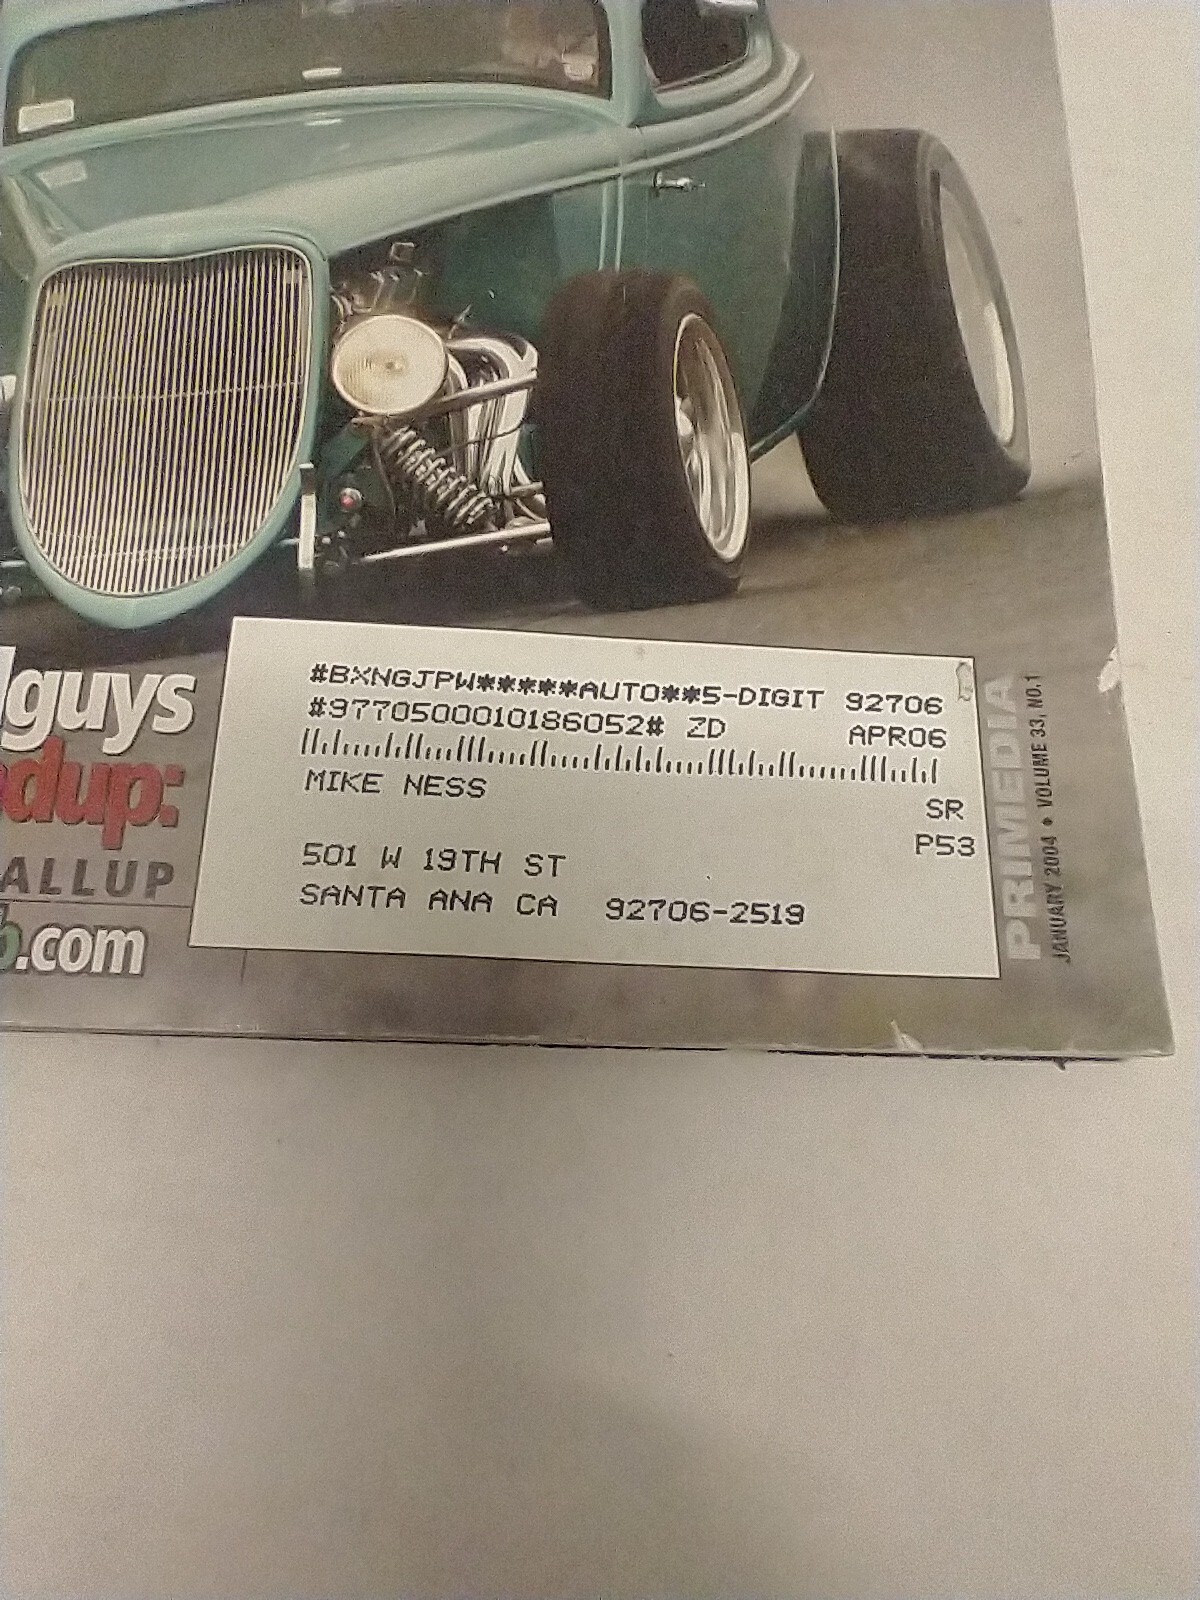 #BXNGJPW*****AUTO**5-DIGIT 92706
#9770500010186052# ZD APR06
MIKE NESS
SR
P53
501 W 19TH ST
SANTA ANA CA 92706-2519
lguys
dup:
ALLUP
b.com
PRIMEDIA
JANUARY 2004 • VOLUME 33, NO.1